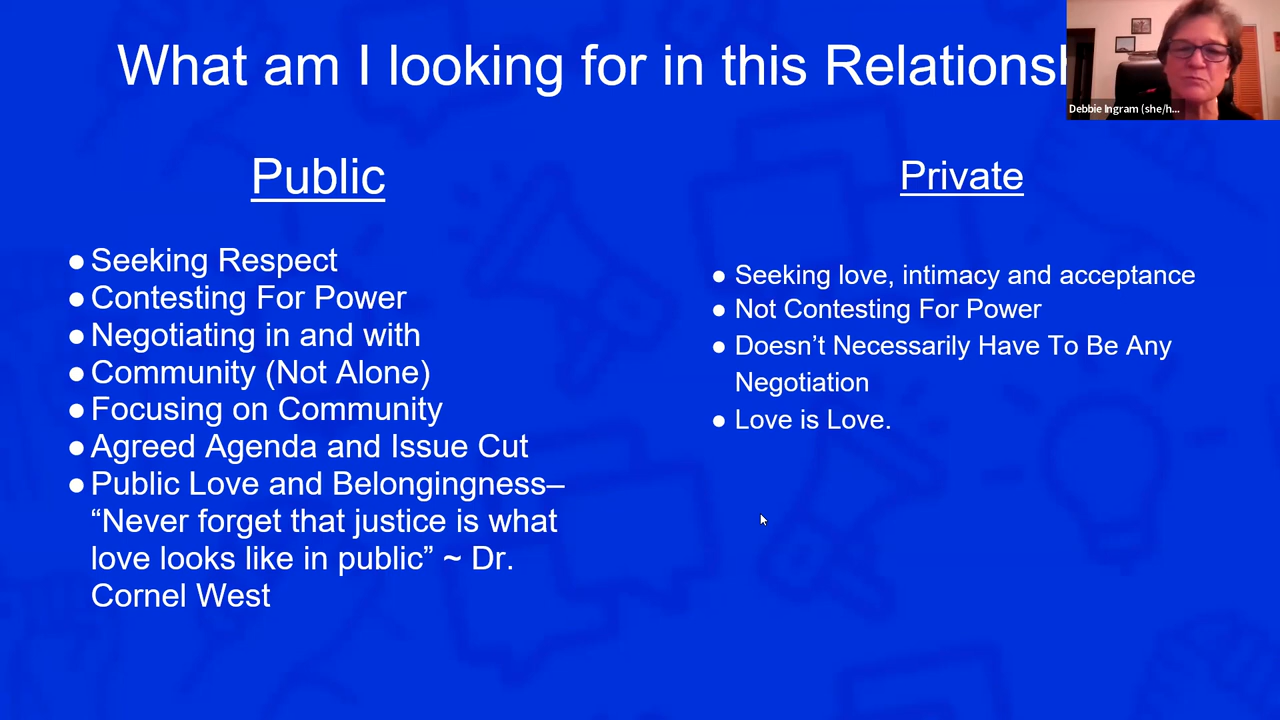 What am I looking for in this Relations
Debbie Ingram (she/h...
Public
● Seeking Respect
● Contesting For Power
● Negotiating in and with
● Community (Not Alone)
● Focusing on Community
● Agreed Agenda and Issue Cut
● Public Love and Belongingness–
“Never forget that justice is what
love looks like in public” ~ Dr.
Cornel West
Private
● Seeking love, intimacy and acceptance
● Not Contesting For Power
● Doesn’t Necessarily Have To Be Any
Negotiation
● Love is Love.